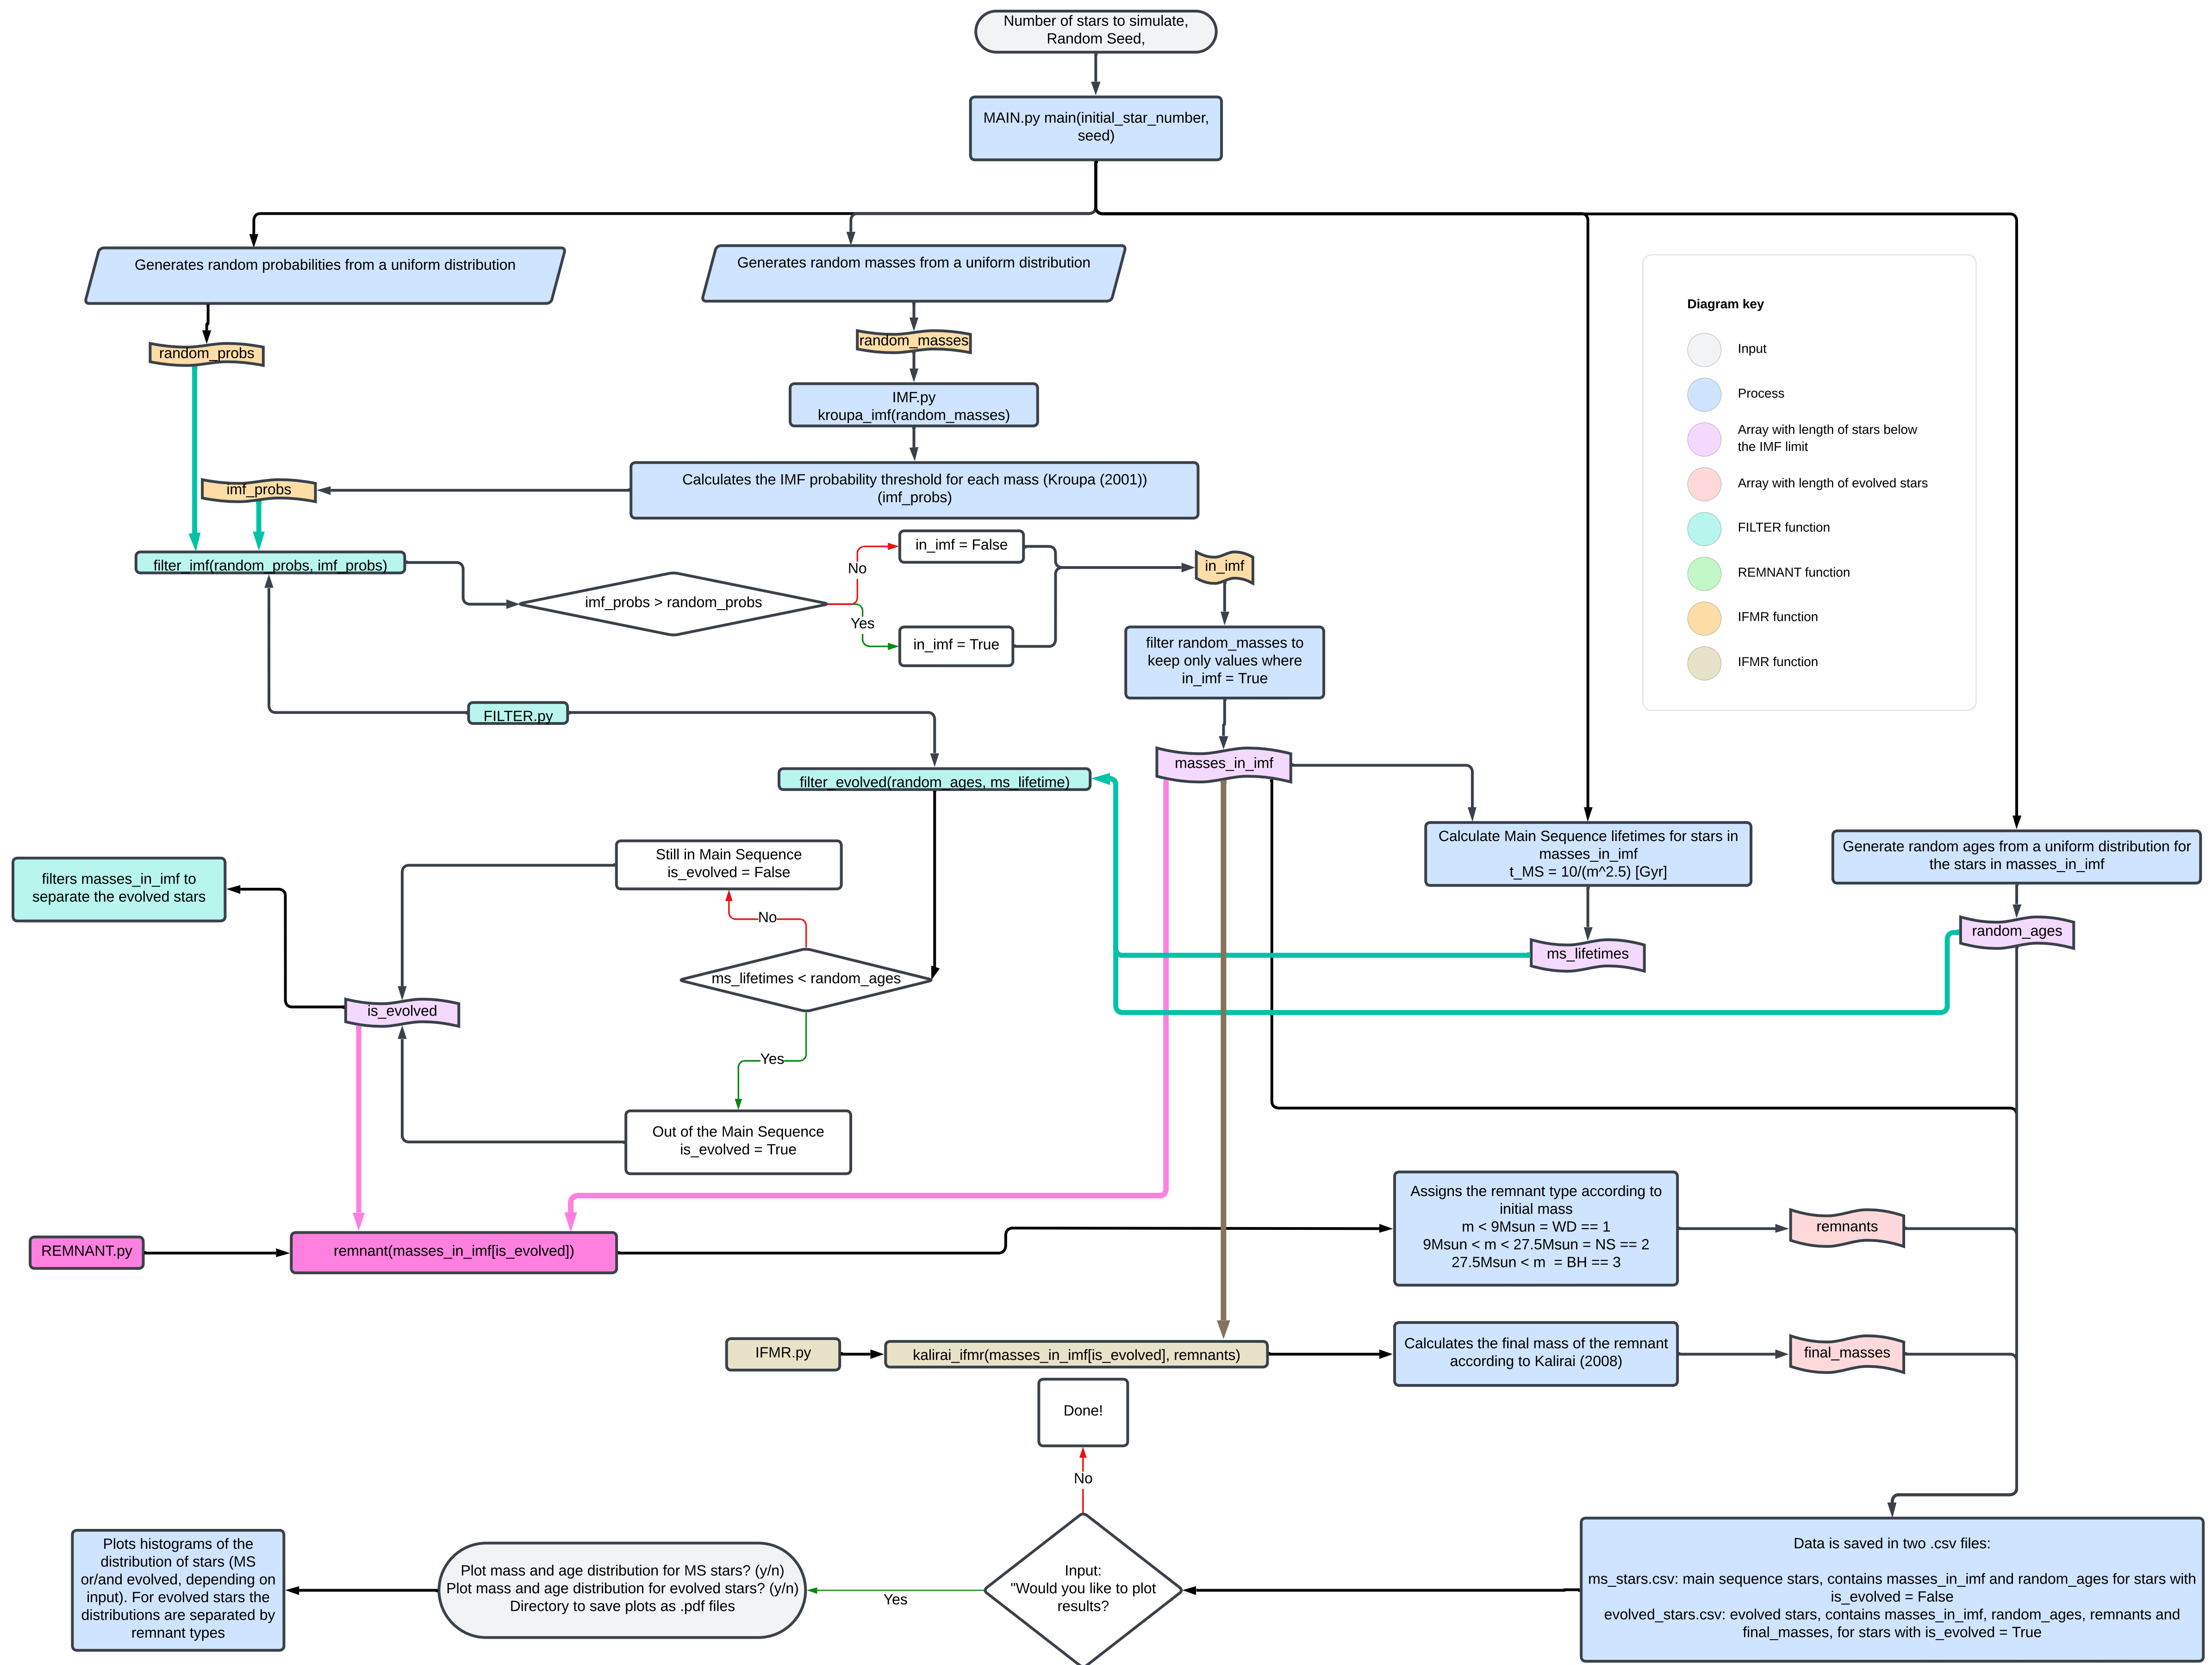 Number of stars to simulate,
Random Seed,
MAIN.py main(initial_star_number,
seed)
Generates random probabilities from a uniform distribution
Generates random masses from a uniform distribution
random_probs
random_masses
IMF.py
kroupa_imf(random_masses)
Calculates the IMF probability threshold for each mass (Kroupa (2001))
(imf_probs)
imf_probs
filter_imf(random_probs, imf_probs)
imf_probs > random_probs
No
in_imf = False
Yes
in_imf = True
in_imf
filter random_masses to
keep only values where
in_imf = True
Diagram key
Input
Process
Array with length of stars below
the IMF limit
Array with length of evolved stars
FILTER function
REMNANT function
IFMR function
IFMR function
FILTER.py
masses_in_imf
filter_evolved(random_ages, ms_lifetime)
Calculate Main Sequence lifetimes for stars in
masses_in_imf
t_MS = 10/(m^2.5) [Gyr]
Generate random ages from a uniform distribution for
the stars in masses_in_imf
filters masses_in_imf to
separate the evolved stars
Still in Main Sequence
is_evolved = False
No
ms_lifetimes < random_ages
ms_lifetimes
random_ages
is_evolved
Yes
Out of the Main Sequence
is_evolved = True
REMNANT.py
remnant(masses_in_imf[is_evolved])
Assigns the remnant type according to
initial mass
m < 9Msun = WD == 1
9Msun < m < 27.5Msun = NS == 2
27.5Msun < m  = BH == 3
remnants
IFMR.py
kalirai_ifmr(masses_in_imf[is_evolved], remnants)
Calculates the final mass of the remnant
according to Kalirai (2008)
final_masses
Done!
No
Input:
"Would you like to plot
results?
Yes
Plot mass and age distribution for MS stars? (y/n)
Plot mass and age distribution for evolved stars? (y/n)
Directory to save plots as .pdf files
Plots histograms of the
distribution of stars (MS
or/and evolved, depending on
input). For evolved stars the
distributions are separated by
remnant types
Data is saved in two .csv files:
ms_stars.csv: main sequence stars, contains masses_in_imf and random_ages for stars with
is_evolved = False
evolved_stars.csv: evolved stars, contains masses_in_imf, random_ages, remnants and
final_masses, for stars with is_evolved = True